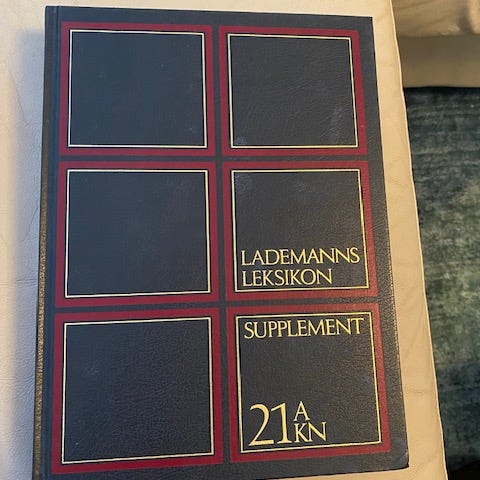 LADEMANNS
LEKSIKON
SUPPLEMENT
21 A
KN